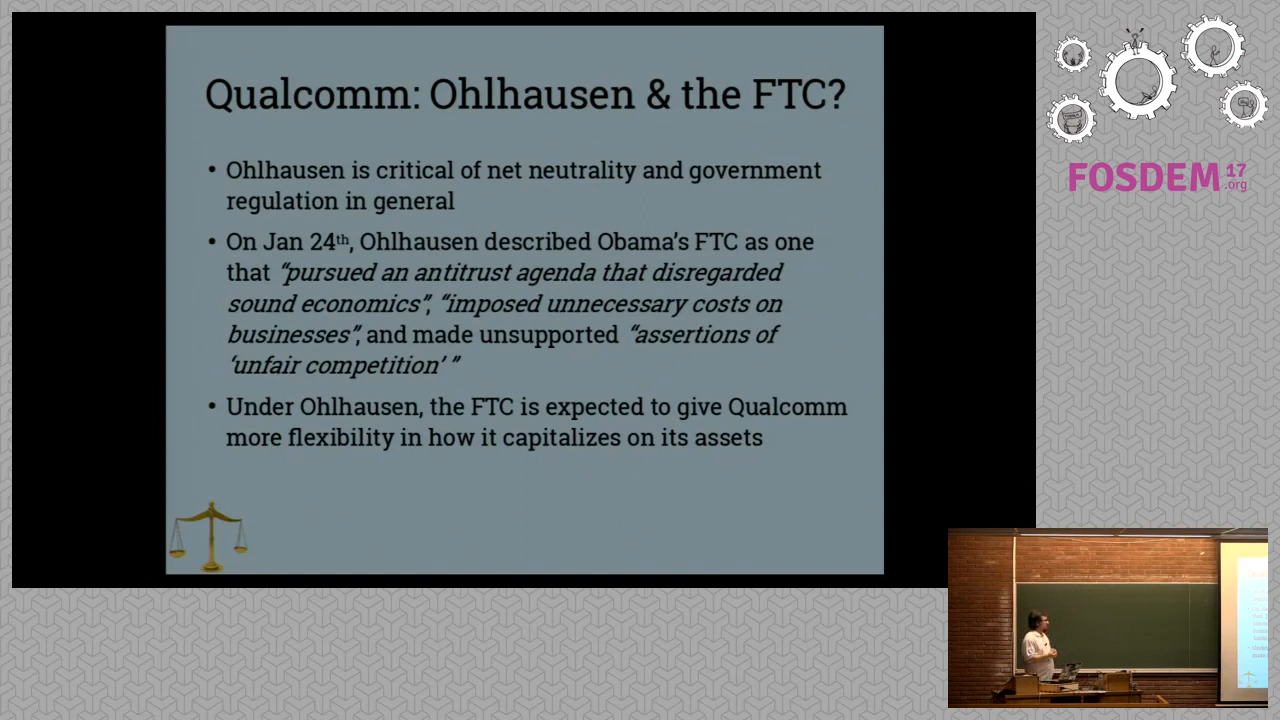 Qualcomm: Ohlhausen & the FTC?
• Ohlhausen is critical of net neutrality and government
regulation in general
• On Jan 24th, Ohlhausen described Obama’s FTC as one
that “pursued an antitrust agenda that disregarded
sound economics”, “imposed unnecessary costs on
businesses”, and made unsupported “assertions of
‘unfair competition’ ”
• Under Ohlhausen, the FTC is expected to give Qualcomm
more flexibility in how it capitalizes on its assets
FOSDEM 17
.org